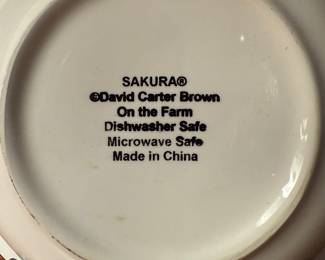 SAKURA®
©David Carter Brown
On the Farm
Dishwasher Safe
Microwave Safe
Made in China